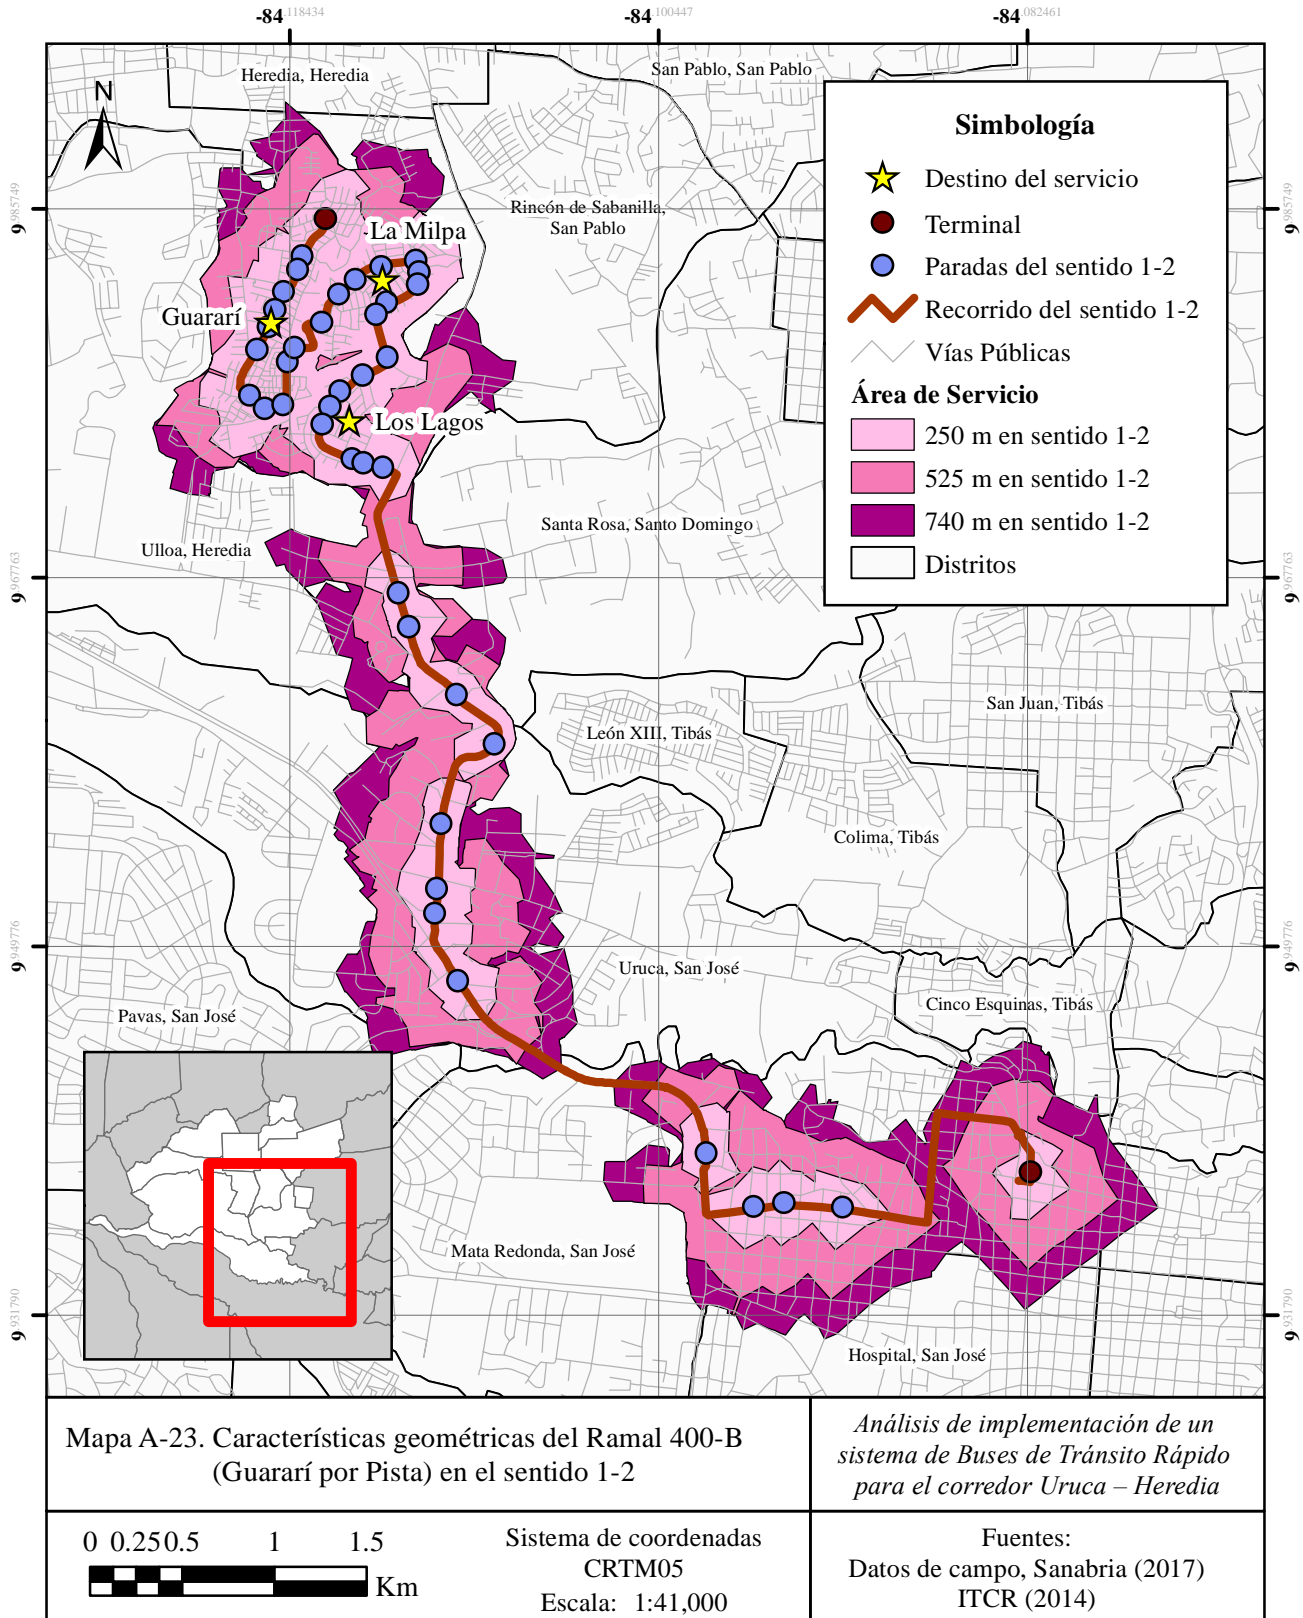 -84.118434
-84.100447
-84.082461
Heredia, Heredia
San Pablo, San Pablo
N
Simbología
Destino del servicio
Terminal
Paradas del sentido 1-2
Recorrido del sentido 1-2
Vías Públicas
Área de Servicio
250 m en sentido 1-2
525 m en sentido 1-2
740 m en sentido 1-2
Distritos
9.985749
9.985749
Rincón de Sabanilla,
San Pablo
La Milpa
Guararí
Los Lagos
Santa Rosa, Santo Domingo
Ulloa, Heredia
9.967763
9.967763
San Juan, Tibás
León XIII, Tibás
Colima, Tibás
9.949776
9.949776
Uruca, San José
Cinco Esquinas, Tibás
Pavas, San José
Mata Redonda, San José
9.931790
9.931790
Hospital, San José
Mapa A-23. Características geométricas del Ramal 400-B
(Guararí por Pista) en el sentido 1-2
Análisis de implementación de un
sistema de Buses de Tránsito Rápido
para el corredor Uruca – Heredia
0 0.25 0.5 1 1.5
Km
Sistema de coordenadas
CRTM05
Escala: 1:41,000
Fuentes:
Datos de campo, Sanabria (2017)
ITCR (2014)